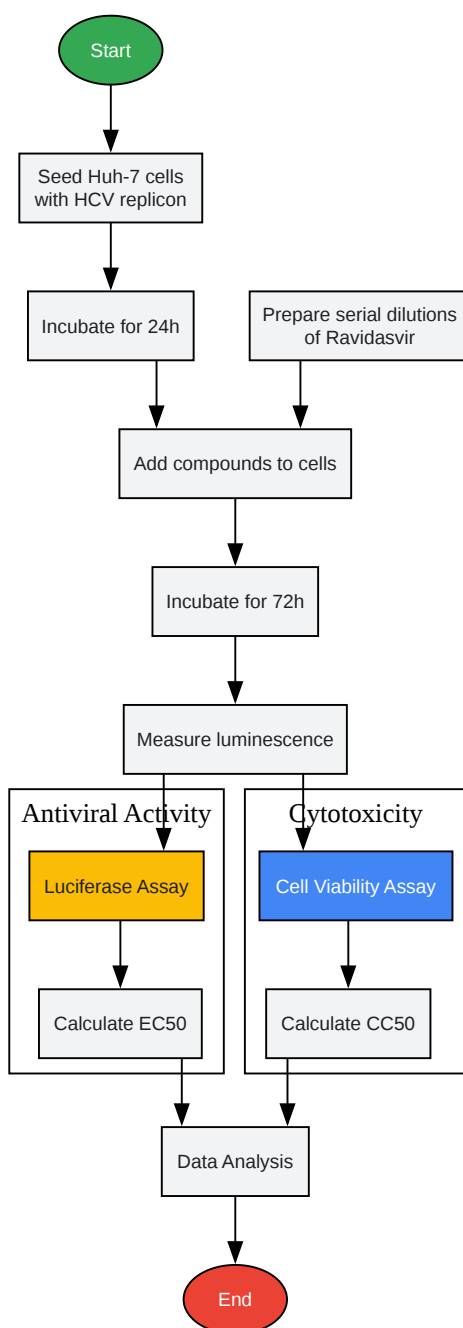 Start
Seed Huh-7 cells
with HCV replicon
Incubate for 24h
Prepare serial dilutions
of Ravidasvir
Add compounds to cells
Incubate for 72h
Measure luminescence
Antiviral Activity
Cytotoxicity
Luciferase Assay
Cell Viability Assay
Calculate EC50
Calculate CC50
Data Analysis
End